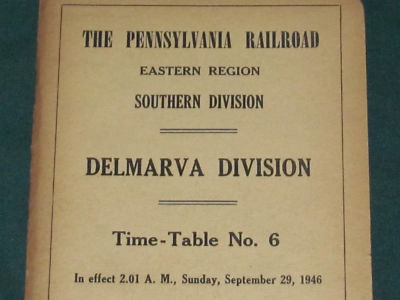 THE PENNSYLVANIA RAILROAD
EASTERN REGION
SOUTHERN DIVISION
DELMARVA DIVISION
Time-Table No. 6
In effect 2.01 A. M., Sunday, September 29, 1946